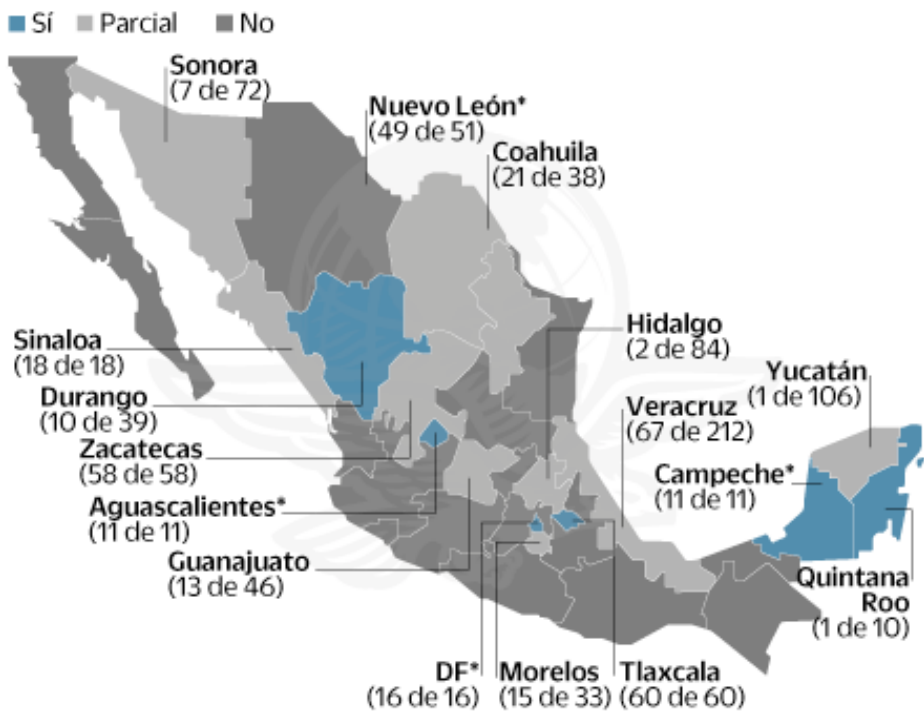 Sí Parcial No
Sonora
(7 de 72)
Nuevo León*
(49 de 51)
Coahuila
(21 de 38)
Sinaloa
(18 de 18)
Durango
(10 de 39)
Zacatecas
(58 de 58)
Aguascalientes*
(11 de 11)
Guanajuato
(13 de 46)
Hidalgo
(2 de 84)
Veracruz
(67 de 212)
Yucatán
(1 de 106)
Campeche*
(11 de 11)
Quintana
Roo
(1 de 10)
DF*
(16 de 16)
Morelos
(15 de 33)
Tlaxcala
(60 de 60)